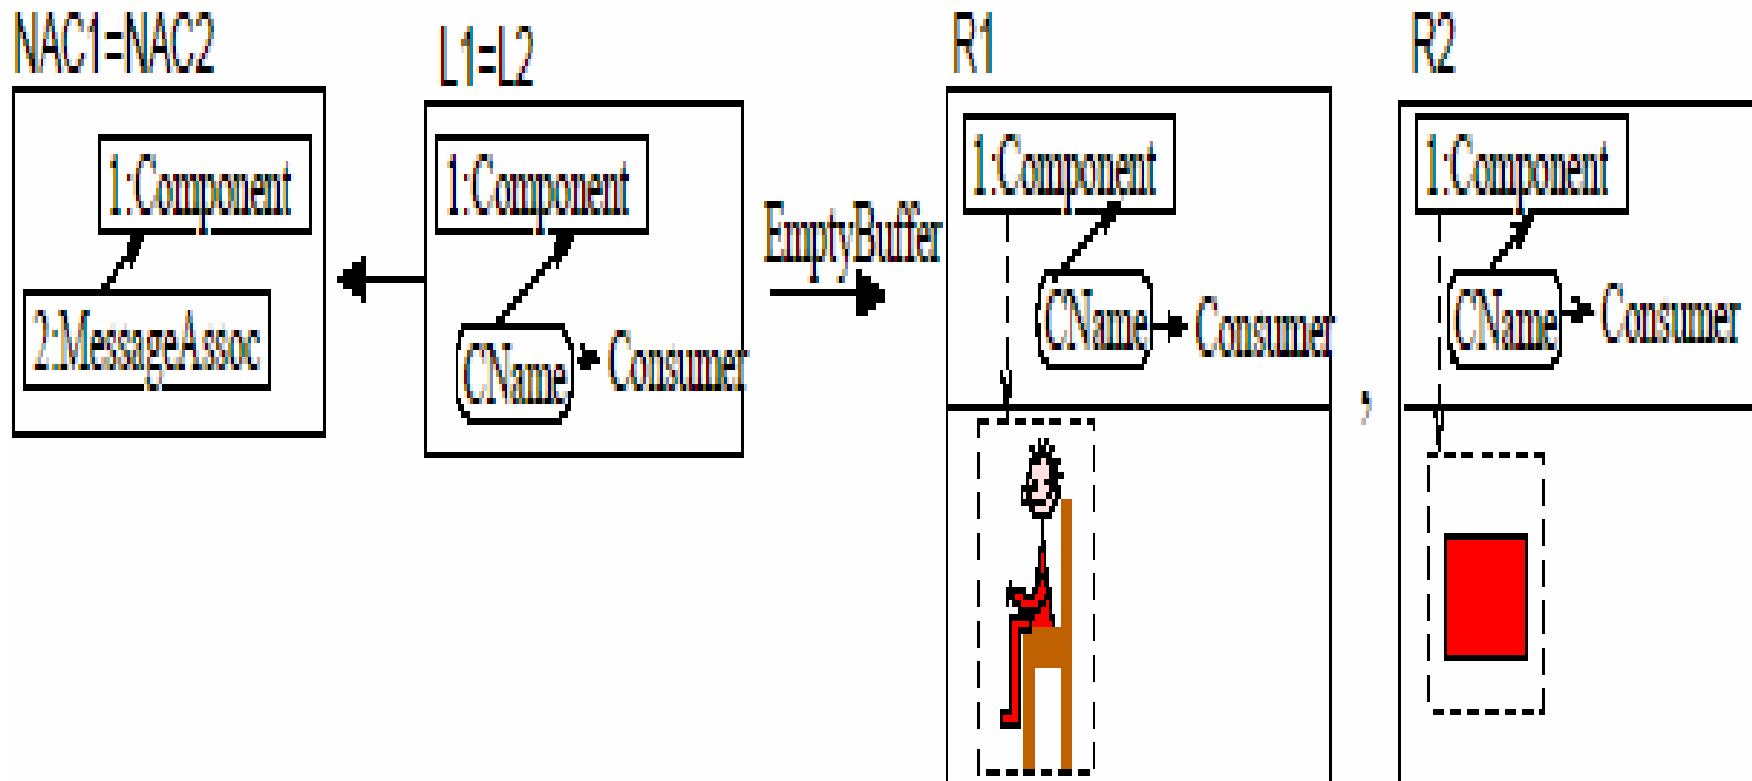 NAC1=NAC2
1:Component
2:MessageAssoc
L1=L2
1:Component
CName
Consumer
EmptyBuffer
R1
1:Component
CName
Consumer
,
R2
1:Component
CName
Consumer